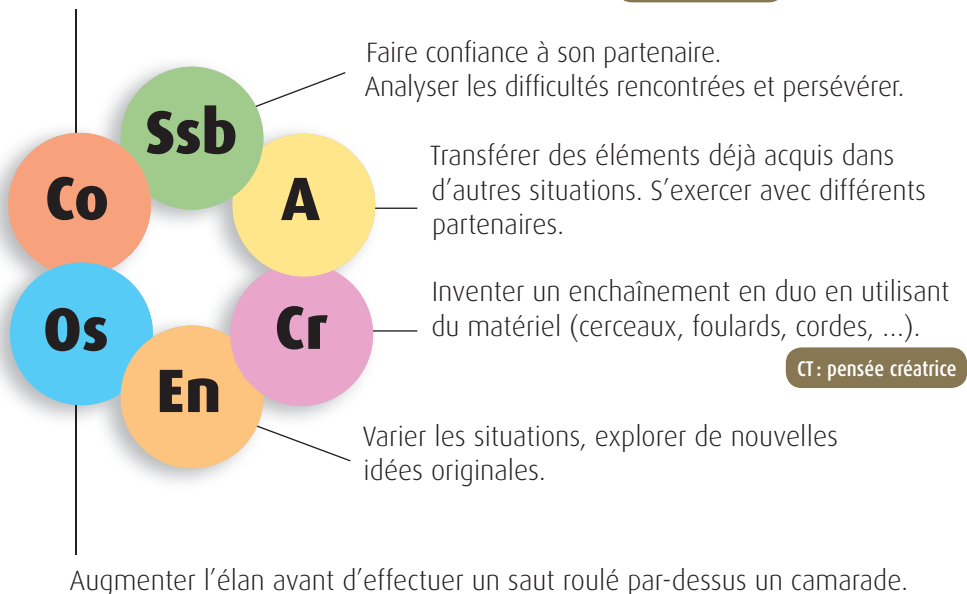 Faire confiance à son partenaire.
Analyser les difficultés rencontrées et persévérer.
Ssb
Co
A
Transférer des éléments déjà acquis dans
d’autres situations. S’exercer avec différents
partenaires.
Os
Cr
Inventer un enchaînement en duo en utilisant
du matériel (cerceaux, foulards, cordes, ...).
CT : pensée créatrice
En
Varier les situations, explorer de nouvelles
idées originales.
Augmenter l’élan avant d’effectuer un saut roulé par-dessus un camarade.